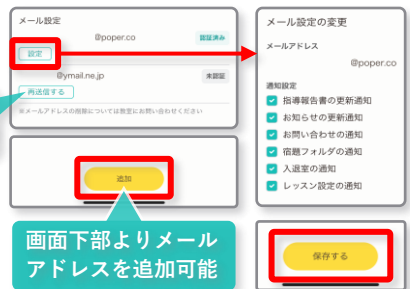 メール設定
@poper.co
認証済み
設定
@ymail.ne.jp
未認証
再送信する
※メールアドレスの削除については教室にお問い合わせください
追加
画面下部よりメール
アドレスを追加可能
メール設定の変更
メールアドレス
@poper.co
通知設定
指導報告書の更新通知
お知らせの更新通知
お問い合わせの通知
宿題フォルダの通知
入退室の通知
レッスン設定の通知
保存する